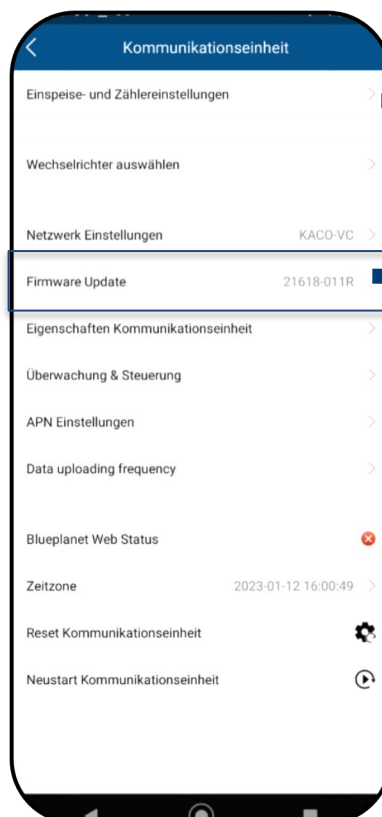 Kommunikationseinheit
Einspeise- und Zählereinstellungen
Wechselrichter auswählen
Netzwerk Einstellungen KACO-VC
Firmware Update 21618-011R
Eigenschaften Kommunikationseinheit
Überwachung & Steuerung
APN Einstellungen
Data uploading frequency
Blueplanet Web Status
Zeitzone 2023-01-12 16:00:49
Reset Kommunikationseinheit
Neustart Kommunikationseinheit